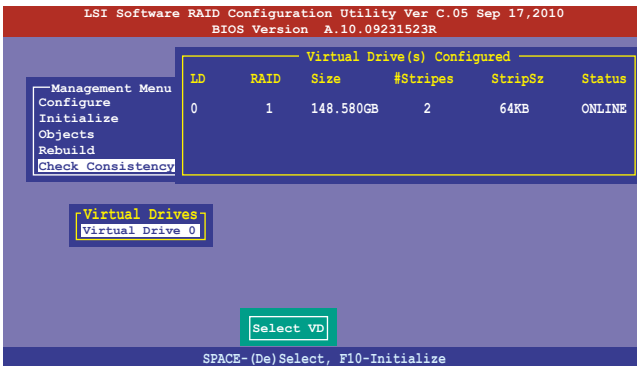 LSI Software RAID Configuration Utility Ver C.05 Sep 17,2010
BIOS Version A.10.09231523R
Virtual Drive(s) Configured
LD RAID Size #Stripes StripSz Status
0 1 148.580GB 2 64KB ONLINE
Management Menu
Configure
Initialize
Objects
Rebuild
Check Consistency
Virtual Drives
Virtual Drive 0
Select VD
SPACE-(De)Select, F10-Initialize